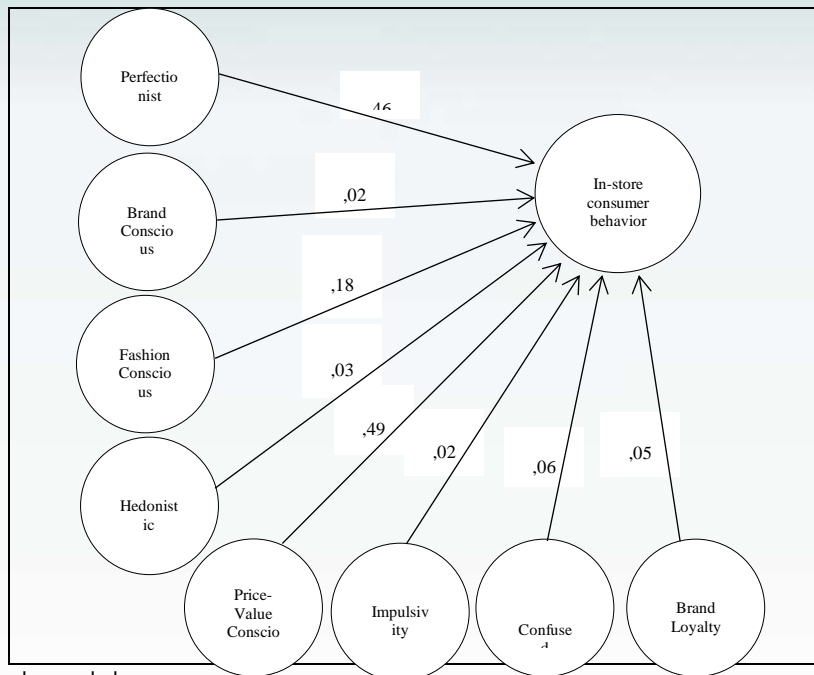 Perfectio
nist
46
In-store
consumer
behavior
,02
Brand
Conscio
us
,18
Fashion
Conscio
us
,03
,49
,02
,06
,05
Hedonist
ic
Price-
Value
Conscio
Impulsiv
ity
Confuse
Brand
Loyalty